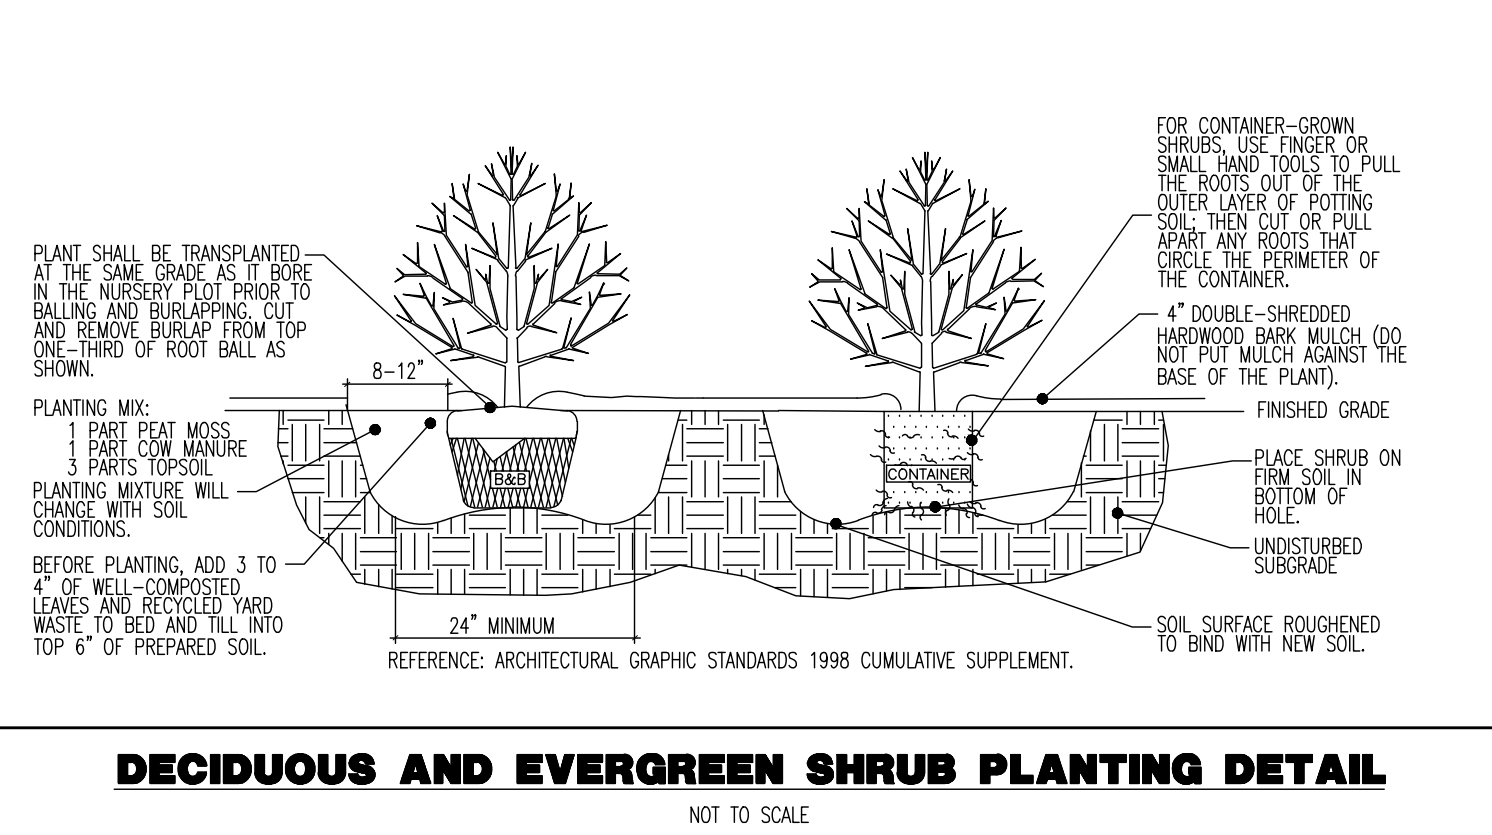 PLANT SHALL BE TRANSPLANTED
AT THE SAME GRADE AS IT BORE
IN THE NURSERY PLOT PRIOR TO
BALLING AND BURLAPPING. CUT
AND REMOVE BURLAP FROM TOP
ONE-THIRD OF ROOT BALL AS
SHOWN.
8-12"
PLANTING MIX:
1 PART PEAT MOSS
1 PART COW MANURE
3 PARTS TOPSOIL
PLANTING MIXTURE WILL
CHANGE WITH SOIL
CONDITIONS.
BEFORE PLANTING, ADD 3 TO
4" OF WELL-COMPOSTED
LEAVES AND RECYCLED YARD
WASTE TO BED AND TILL INTO
TOP 6" OF PREPARED SOIL.
B&B
CONTAINER
24" MINIMUM
FOR CONTAINER-GROWN
SHRUBS, USE FINGER OR
SMALL HAND TOOLS TO PULL
THE ROOTS OUT OF THE
OUTER LAYER OF POTTING
SOIL; THEN CUT OR PULL
APART ANY ROOTS THAT
CIRCLE THE PERIMETER OF
THE CONTAINER.
4" DOUBLE-SHREDDED
HARDWOOD BARK MULCH (DO
NOT PUT MULCH AGAINST THE
BASE OF THE PLANT).
FINISHED GRADE
PLACE SHRUB ON
FIRM SOIL IN
BOTTOM OF
HOLE.
UNDISTURBED
SUBGRADE
SOIL SURFACE ROUGHENED
TO BIND WITH NEW SOIL.
REFERENCE: ARCHITECTURAL GRAPHIC STANDARDS 1998 CUMULATIVE SUPPLEMENT.
DECIDUOUS AND EVERGREEN SHRUB PLANTING DETAIL
NOT TO SCALE